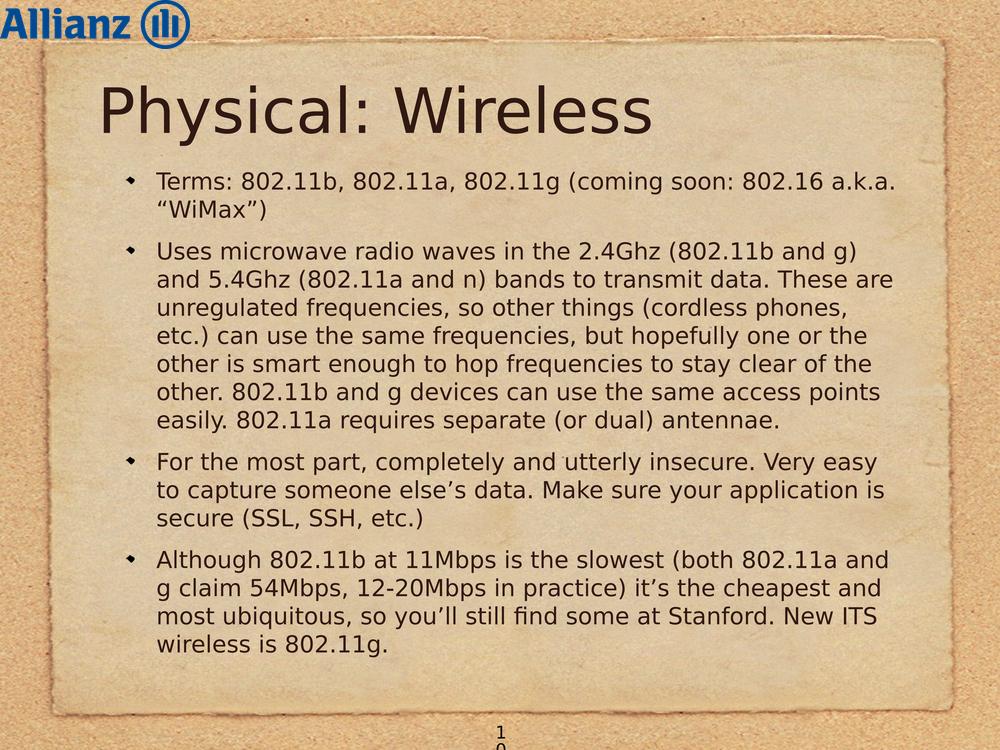 Allianz
Physical: Wireless
Terms: 802.11b, 802.11a, 802.11g (coming soon: 802.16 a.k.a.
“WiMax”)
Uses microwave radio waves in the 2.4Ghz (802.11b and g)
and 5.4Ghz (802.11a and n) bands to transmit data. These are
unregulated frequencies, so other things (cordless phones,
etc.) can use the same frequencies, but hopefully one or the
other is smart enough to hop frequencies to stay clear of the
other. 802.11b and g devices can use the same access points
easily. 802.11a requires separate (or dual) antennae.
For the most part, completely and utterly insecure. Very easy
to capture someone else’s data. Make sure your application is
secure (SSL, SSH, etc.)
Although 802.11b at 11Mbps is the slowest (both 802.11a and
g claim 54Mbps, 12-20Mbps in practice) it’s the cheapest and
most ubiquitous, so you’ll still find some at Stanford. New ITS
wireless is 802.11g.
1